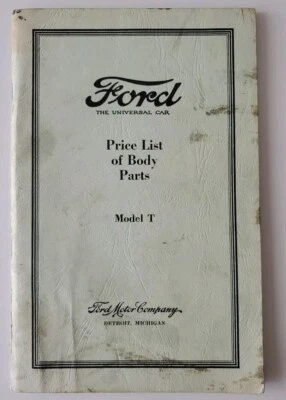 Ford
THE UNIVERSAL CAR
Price List
of Body
Parts
Model T
Ford Motor Company
DETROIT, MICHIGAN